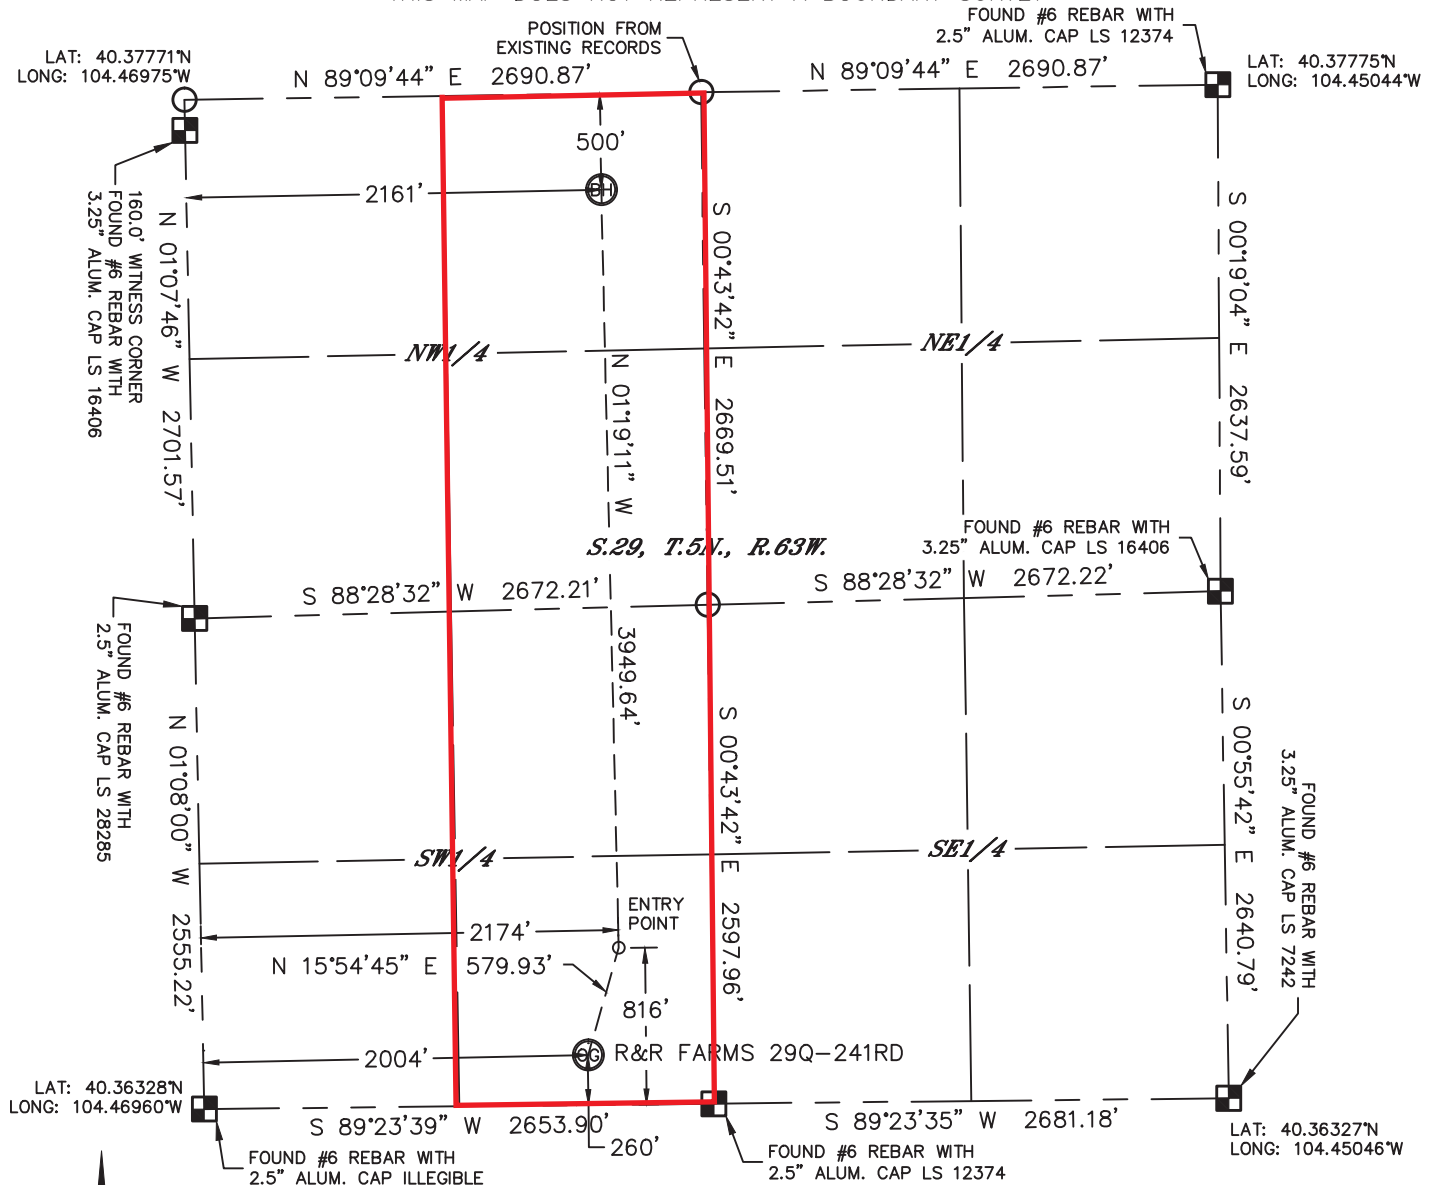 POSITION FROM
EXISTING RECORDS
FOUND #6 REBAR WITH
2.5" ALUM. CAP LS 12374
LAT: 40.37771°N
LONG: 104.46975°W
N 89°09'44" E 2690.87'
N 89°09'44" E 2690.87'
LAT: 40.37775°N
LONG: 104.45044°W
500'
BH
2161'
160.0' WITNESS CORNER
FOUND #6 REBAR WITH
3.25" ALUM. CAP LS 16406
N 01°07'46" W 2701.57'
S 00°43'42" E 2669.51'
S 00°19'04" E 2637.59'
NW1/4
NE1/4
N 01°19'11" W
3949.64'
S.29, T.5N., R.63W.
FOUND #6 REBAR WITH
3.25" ALUM. CAP LS 16406
S 88°28'32" W 2672.21'
S 88°28'32" W 2672.22'
FOUND #6 REBAR WITH
2.5" ALUM. CAP LS 28285
N 01°08'00" W 2555.22'
S 00°43'42" E 2597.96'
S 00°55'42" E 2640.79'
FOUND #6 REBAR WITH
3.25" ALUM. CAP LS 7242
SW1/4
SE1/4
ENTRY
POINT
2174'
N 15°54'45" E 579.93'
816'
2004'
OG
R&R FARMS 29Q-241RD
LAT: 40.36328°N
LONG: 104.46960°W
S 89°23'39" W 2653.90'
260'
S 89°23'35" W 2681.18'
LAT: 40.36327°N
LONG: 104.45046°W
FOUND #6 REBAR WITH
2.5" ALUM. CAP ILLEGIBLE
FOUND #6 REBAR WITH
2.5" ALUM. CAP LS 12374